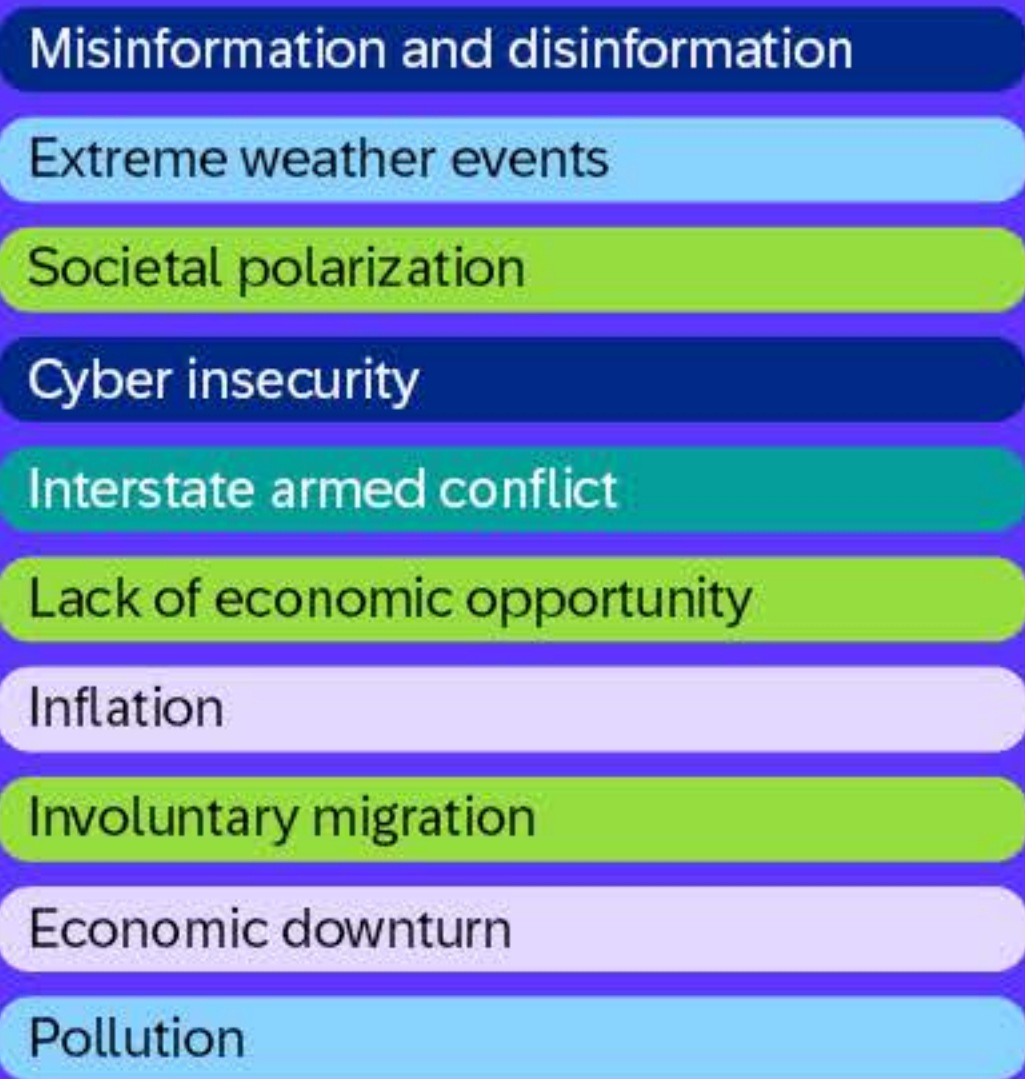 Misinformation and disinformation
Extreme weather events
Societal polarization
Cyber insecurity
Interstate armed conflict
Lack of economic opportunity
Inflation
Involuntary migration
Economic downturn
Pollution